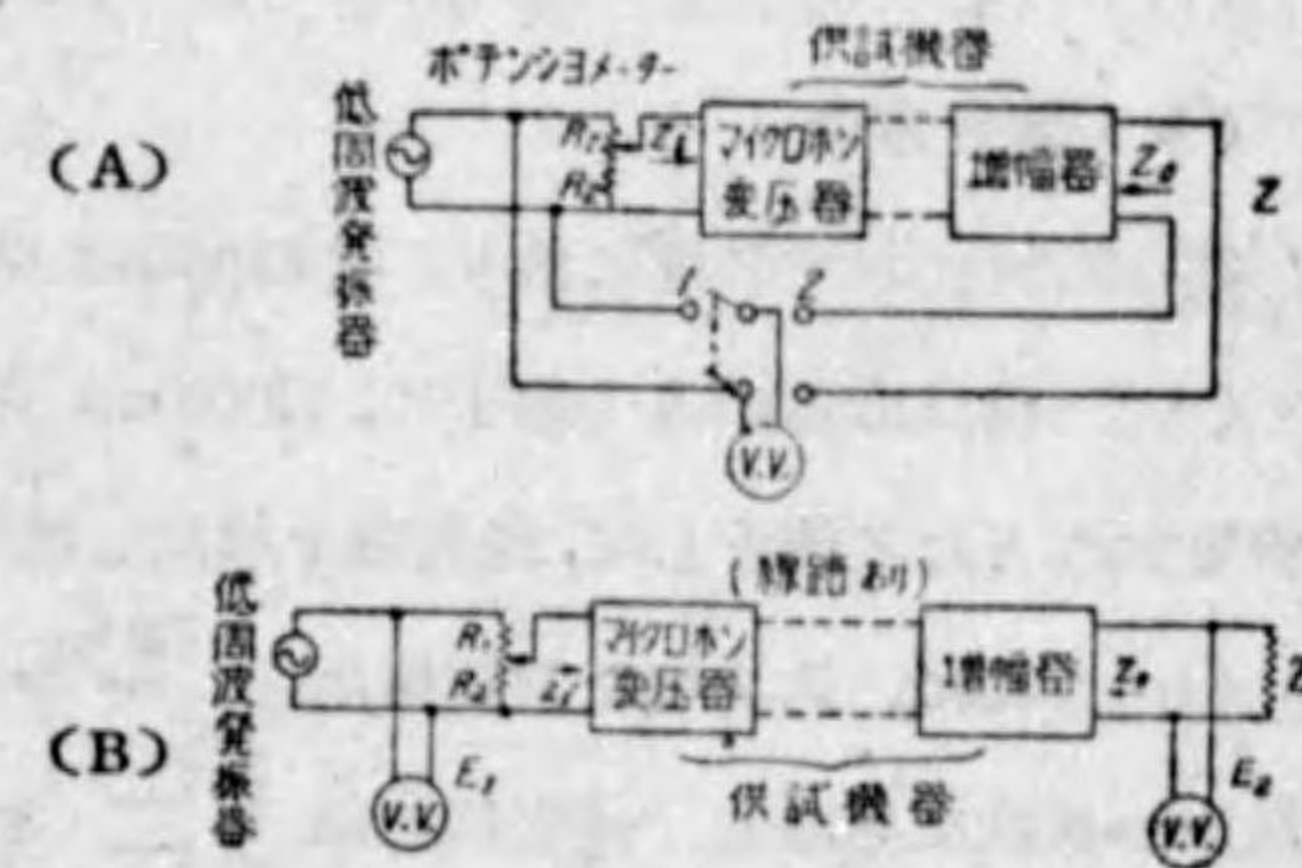 (A)
低周波発振器
ポテンシヨメーター
供試機器
R₁
R₂
Zi
マイクロホン
変圧器
増幅器
Z₀
Z
1
2
V.V.
(B)
低周波発振器
(線路あり)
R₁
R₂
Zi
マイクロホン
変圧器
増幅器
Z₀
Z
E₁
V.V.
供試機器
E₂
V.V.